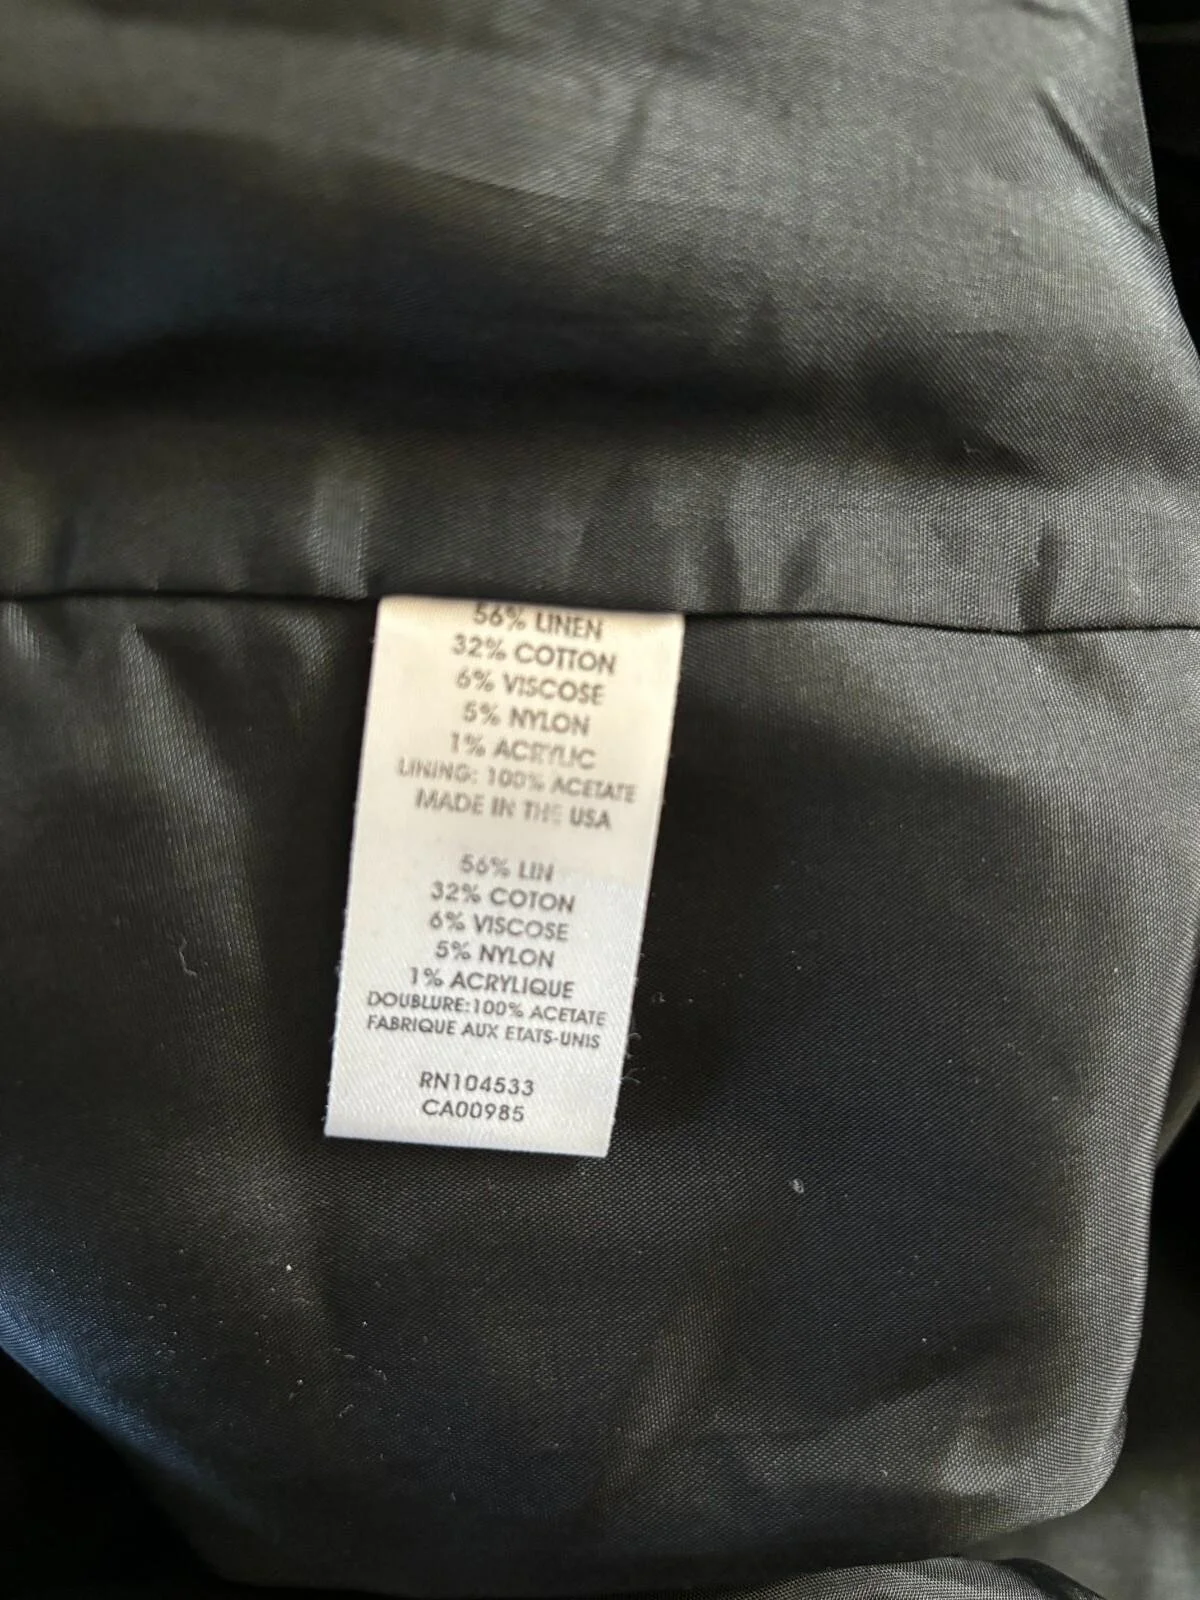 56% LINEN
32% COTTON
6% VISCOSE
5% NYLON
1% ACRYLIC
LINING: 100% ACETATE
MADE IN THE USA
56% LIN
32% COTON
6% VISCOSE
5% NYLON
1% ACRYLIQUE
DOUBLURE:100% ACETATE
FABRIQUE AUX ETATS-UNIS
RN104533
CA00985